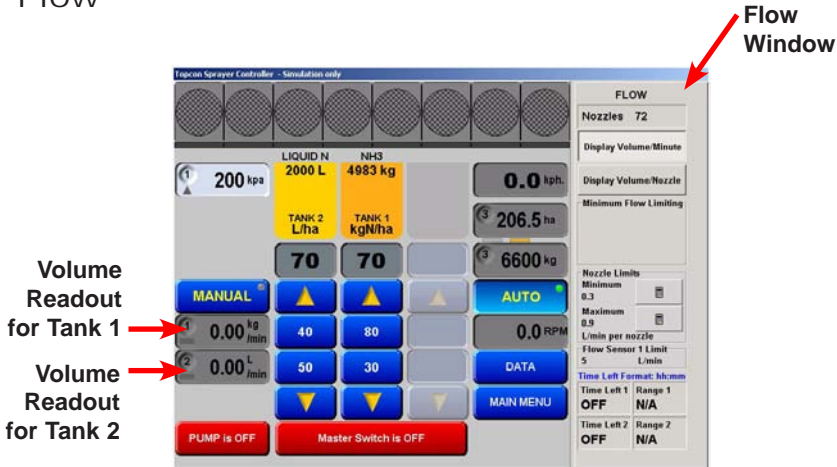 Flow
Flow
Window
Topcon Sprayer Controller - Simulation only
LIQUID N
NH3
1
200 kpa
2000 L
TANK 2
L/ha
4983 kg
TANK 1
kgN/ha
0.0 kph.
3 206.5 ha
70
70
3 6600 kg
MANUAL
AUTO
Volume
Readout
for Tank 1
1 0.00 kg/min
40
80
0.0 RPM
Volume
Readout
for Tank 2
2 0.00 L/min
50
30
DATA
MAIN MENU
PUMP is OFF
Master Switch is OFF
FLOW
Nozzles 72
Display Volume/Minute
Display Volume/Nozzle
Minimum Flow Limiting
Nozzle Limits
Minimum
0.3
Maximum
0.9
L/min per nozzle
Flow Sensor 1 Limit
5 L/min
Time Left Format: hh:mm
Time Left 1 Range 1
OFF N/A
Time Left 2 Range 2
OFF N/A